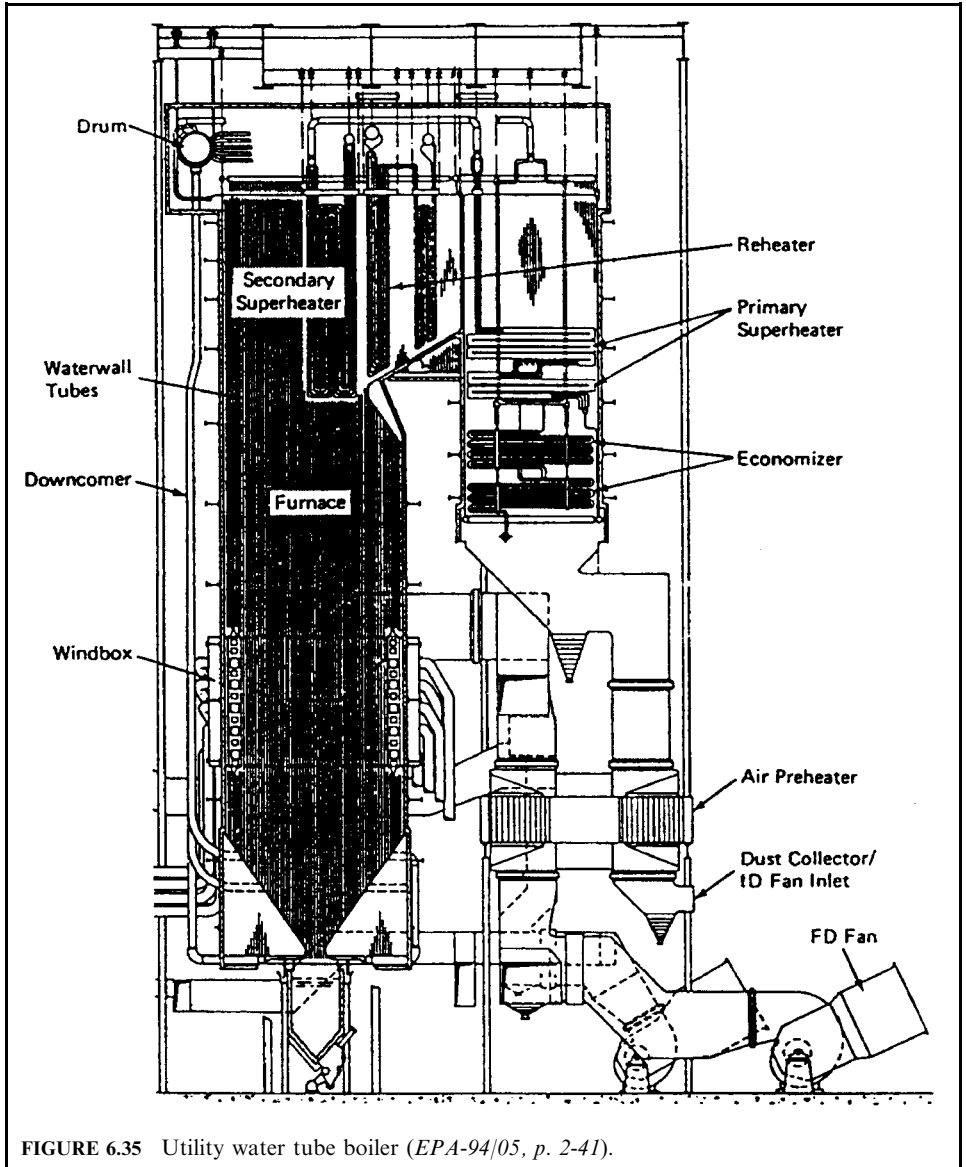 Drum
Secondary
Superheater
Reheater
Primary
Superheater
Waterwall
Tubes
Economizer
Downcomer
Furnace
Windbox
Air Preheater
Dust Collector/
ID Fan Inlet
FD Fan
FIGURE 6.35 Utility water tube boiler (EPA-94/05, p. 2-41).